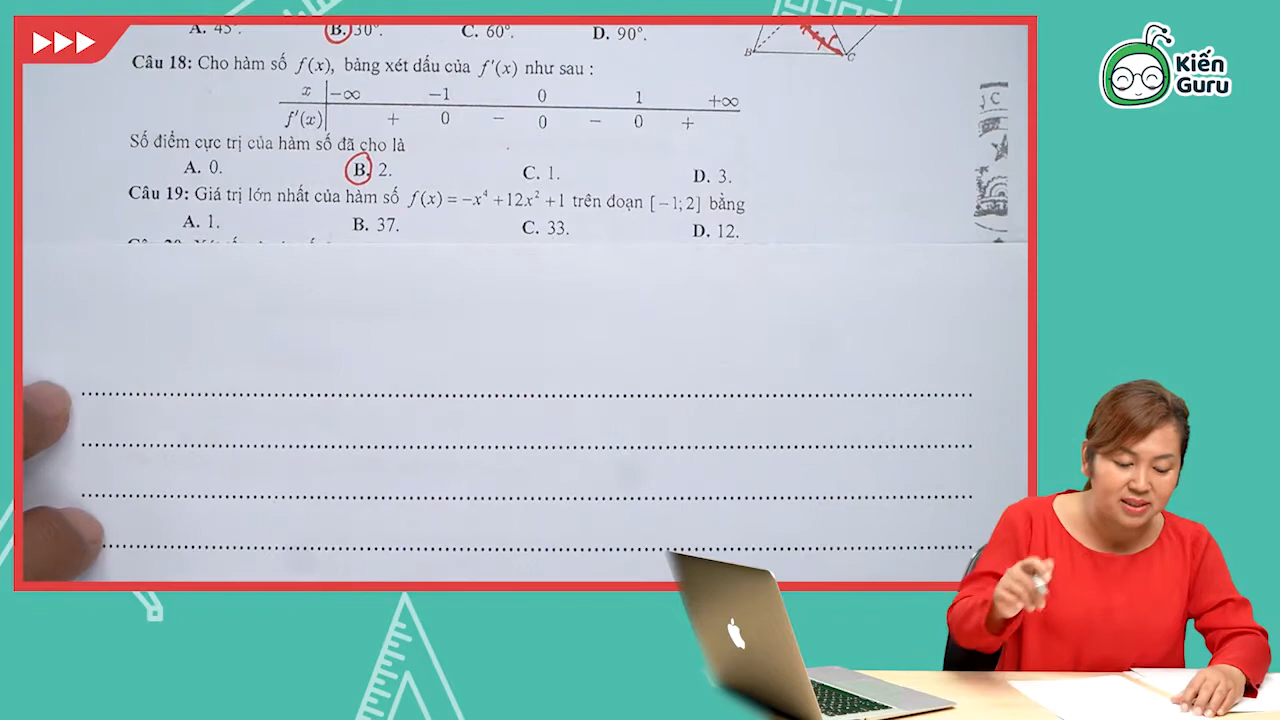 A. 45°. B. 30°. C. 60°. D. 90°.
B C
Câu 18: Cho hàm số f(x), bảng xét dấu của f'(x) như sau :
x −∞ −1 0 1 +∞
f'(x) + 0 − 0 − 0 +
Số điểm cực trị của hàm số đã cho là
A. 0. B. 2. C. 1. D. 3.
Câu 19: Giá trị lớn nhất của hàm số f(x) = −x⁴ +12x² +1 trên đoạn [−1;2] bằng
A. 1. B. 37. C. 33. D. 12.
Kiến
Guru